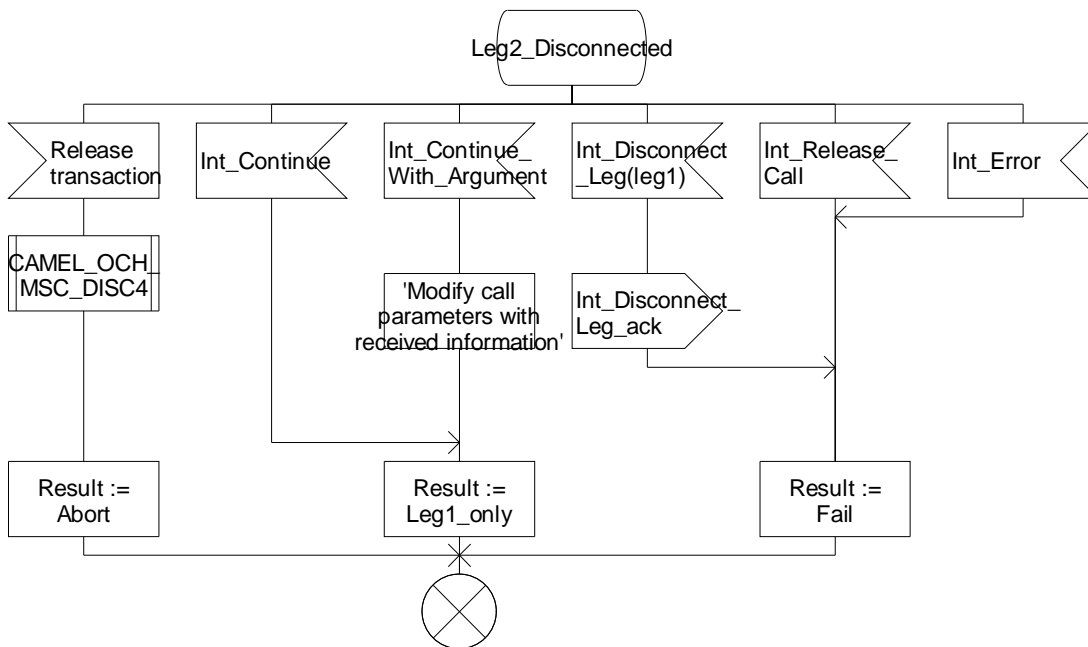 Leg2_Disconnected
Release
transaction
Int_Continue
Int_Continue_
With_Argument
Int_Disconnect
_Leg(leg1)
Int_Release_
Call
Int_Error
CAMEL_OCH_
MSC_DISC4
'Modify call
parameters with
received information'
Int_Disconnect_
Leg_ack
Result :=
Abort
Result :=
Leg1_only
Result :=
Fail